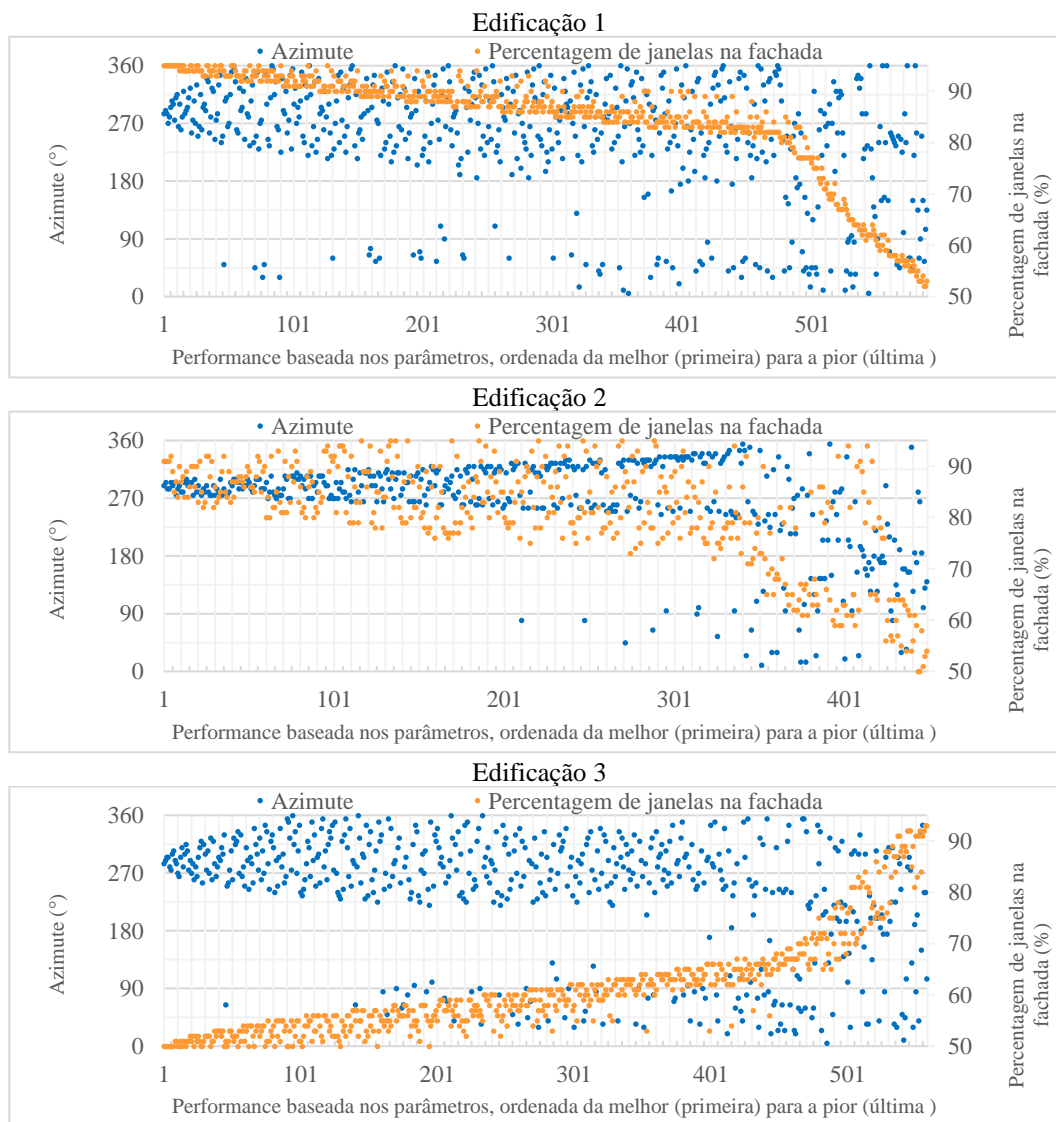 Edificação 1
Azimute Percentagem de janelas na fachada
360
270
180
90
0
90
80
70
60
50
Azimute (°)
Percentagem de janelas na
fachada (%)
1 101 201 301 401 501
Performance baseada nos parâmetros, ordenada da melhor (primeira) para a pior (última )
Edificação 2
Azimute Percentagem de janelas na fachada
360
270
180
90
0
90
80
70
60
50
Azimute (°)
Percentagem de janelas na
fachada (%)
1 101 201 301 401
Performance baseada nos parâmetros, ordenada da melhor (primeira) para a pior (última )
Edificação 3
Azimute Percentagem de janelas na fachada
360
270
180
90
0
90
80
70
60
50
Azimute (°)
Percentagem de janelas na
fachada (%)
1 101 201 301 401 501
Performance baseada nos parâmetros, ordenada da melhor (primeira) para a pior (última )